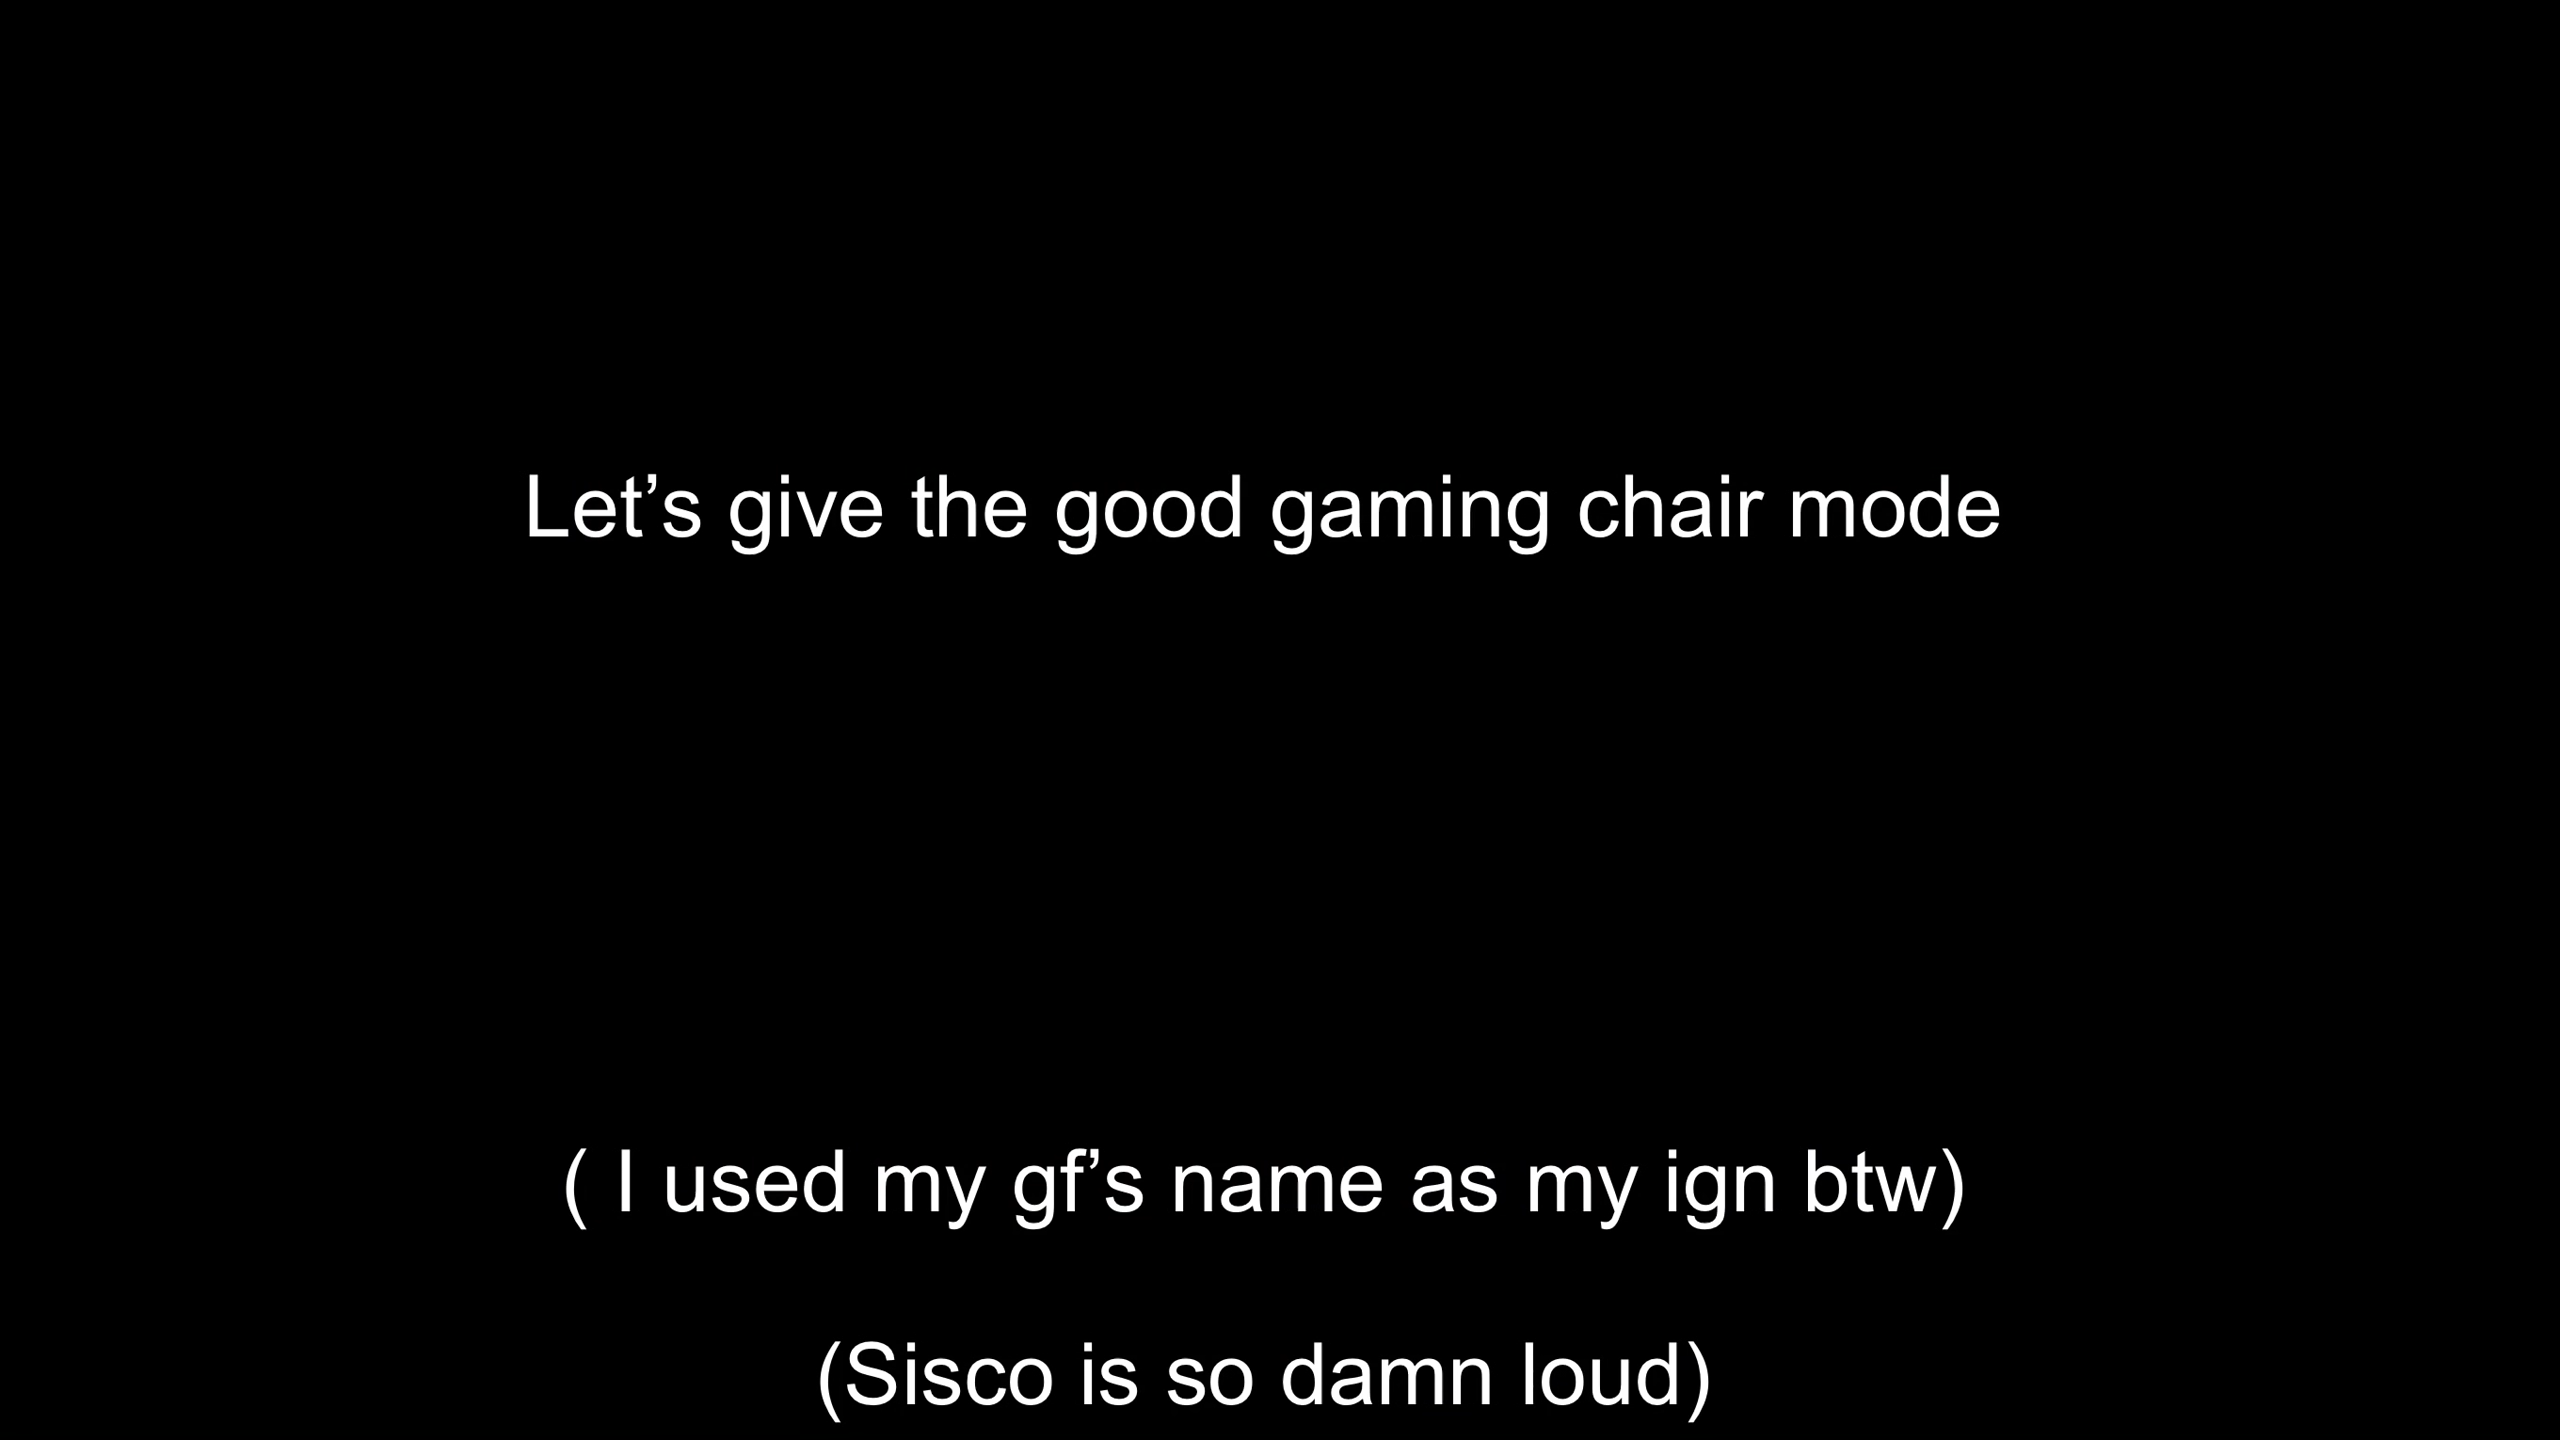 Let’s give the good gaming chair mode
( I used my gf’s name as my ign btw)
(Sisco is so damn loud)